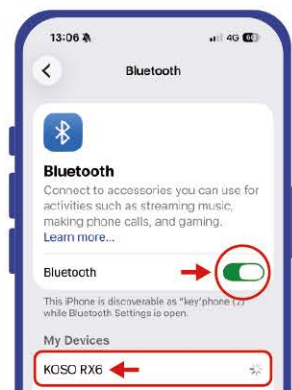 13:06
4G 60
Bluetooth
Bluetooth
Connect to accessories you can use for
activities such as streaming music,
making phone calls, and gaming.
Learn more...
Bluetooth
This iPhone is discoverable as "key'phone (2)"
while Bluetooth Settings is open.
My Devices
KOSO RX6